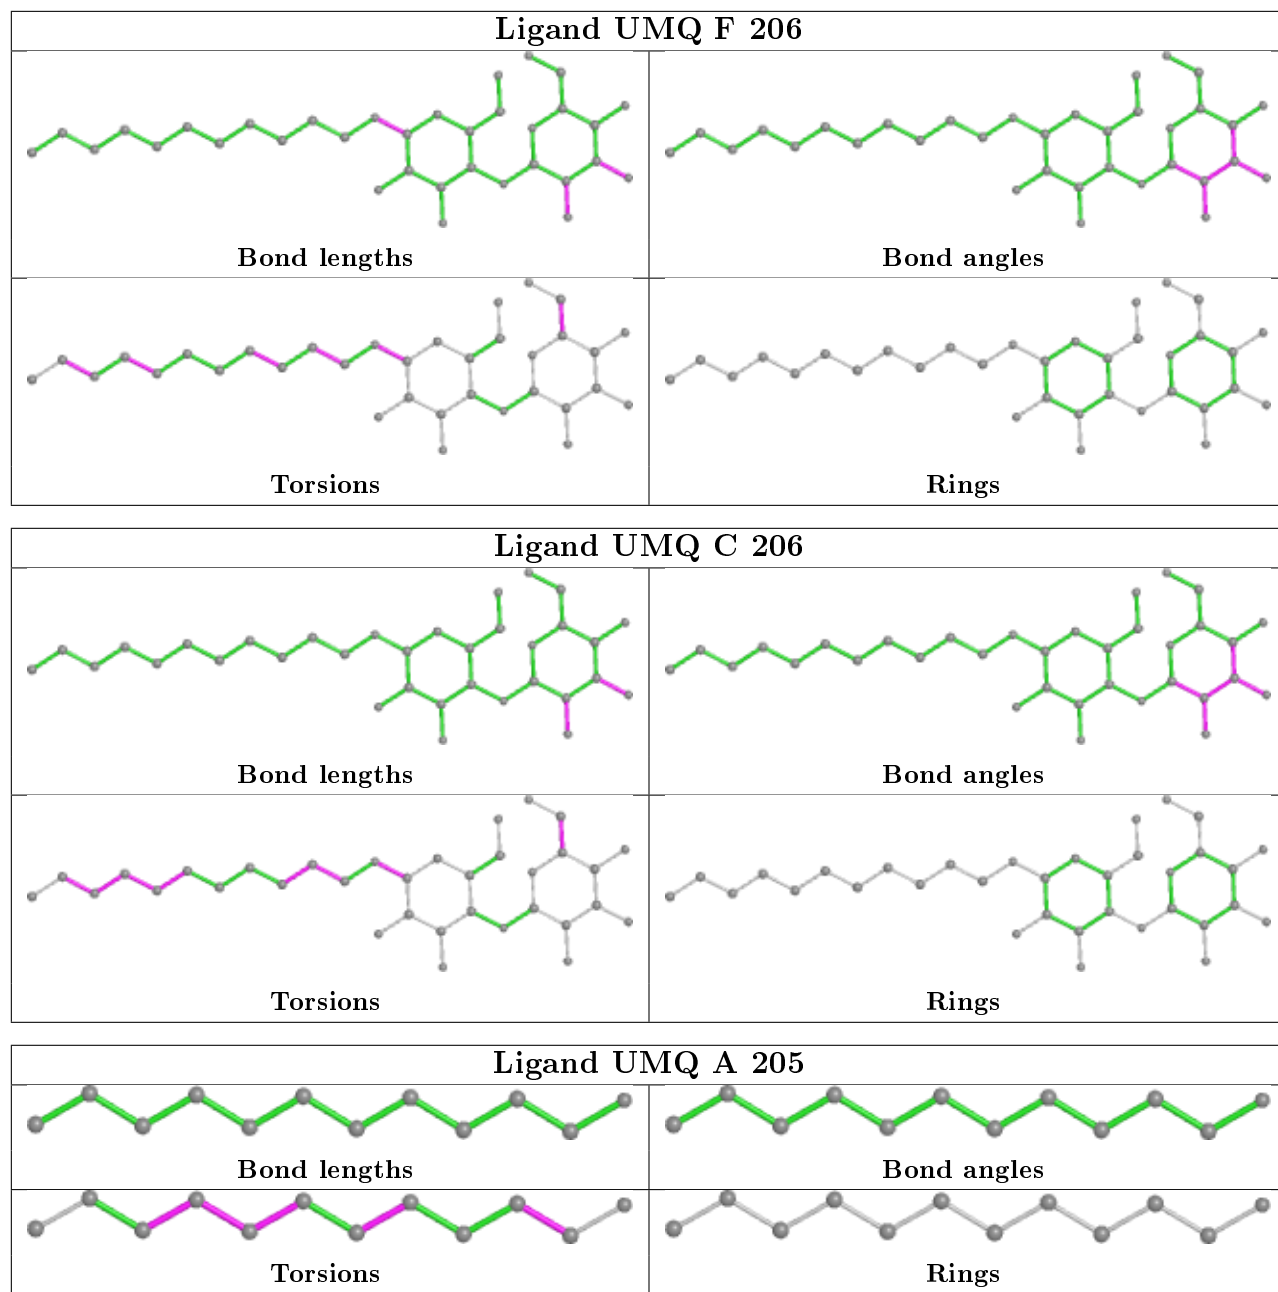 Ligand UMQ F 206
Bond lengths
Bond angles
Torsions
Rings
Ligand UMQ C 206
Bond lengths
Bond angles
Torsions
Rings
Ligand UMQ A 205
Bond lengths
Bond angles
Torsions
Rings